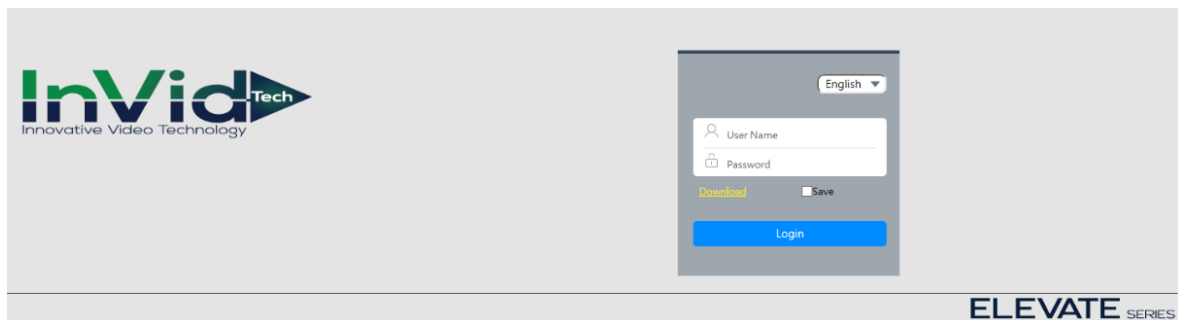 InVid Tech
Innovative Video Technology
English
User Name
Password
Download
Save
Login
ELEVATE SERIES